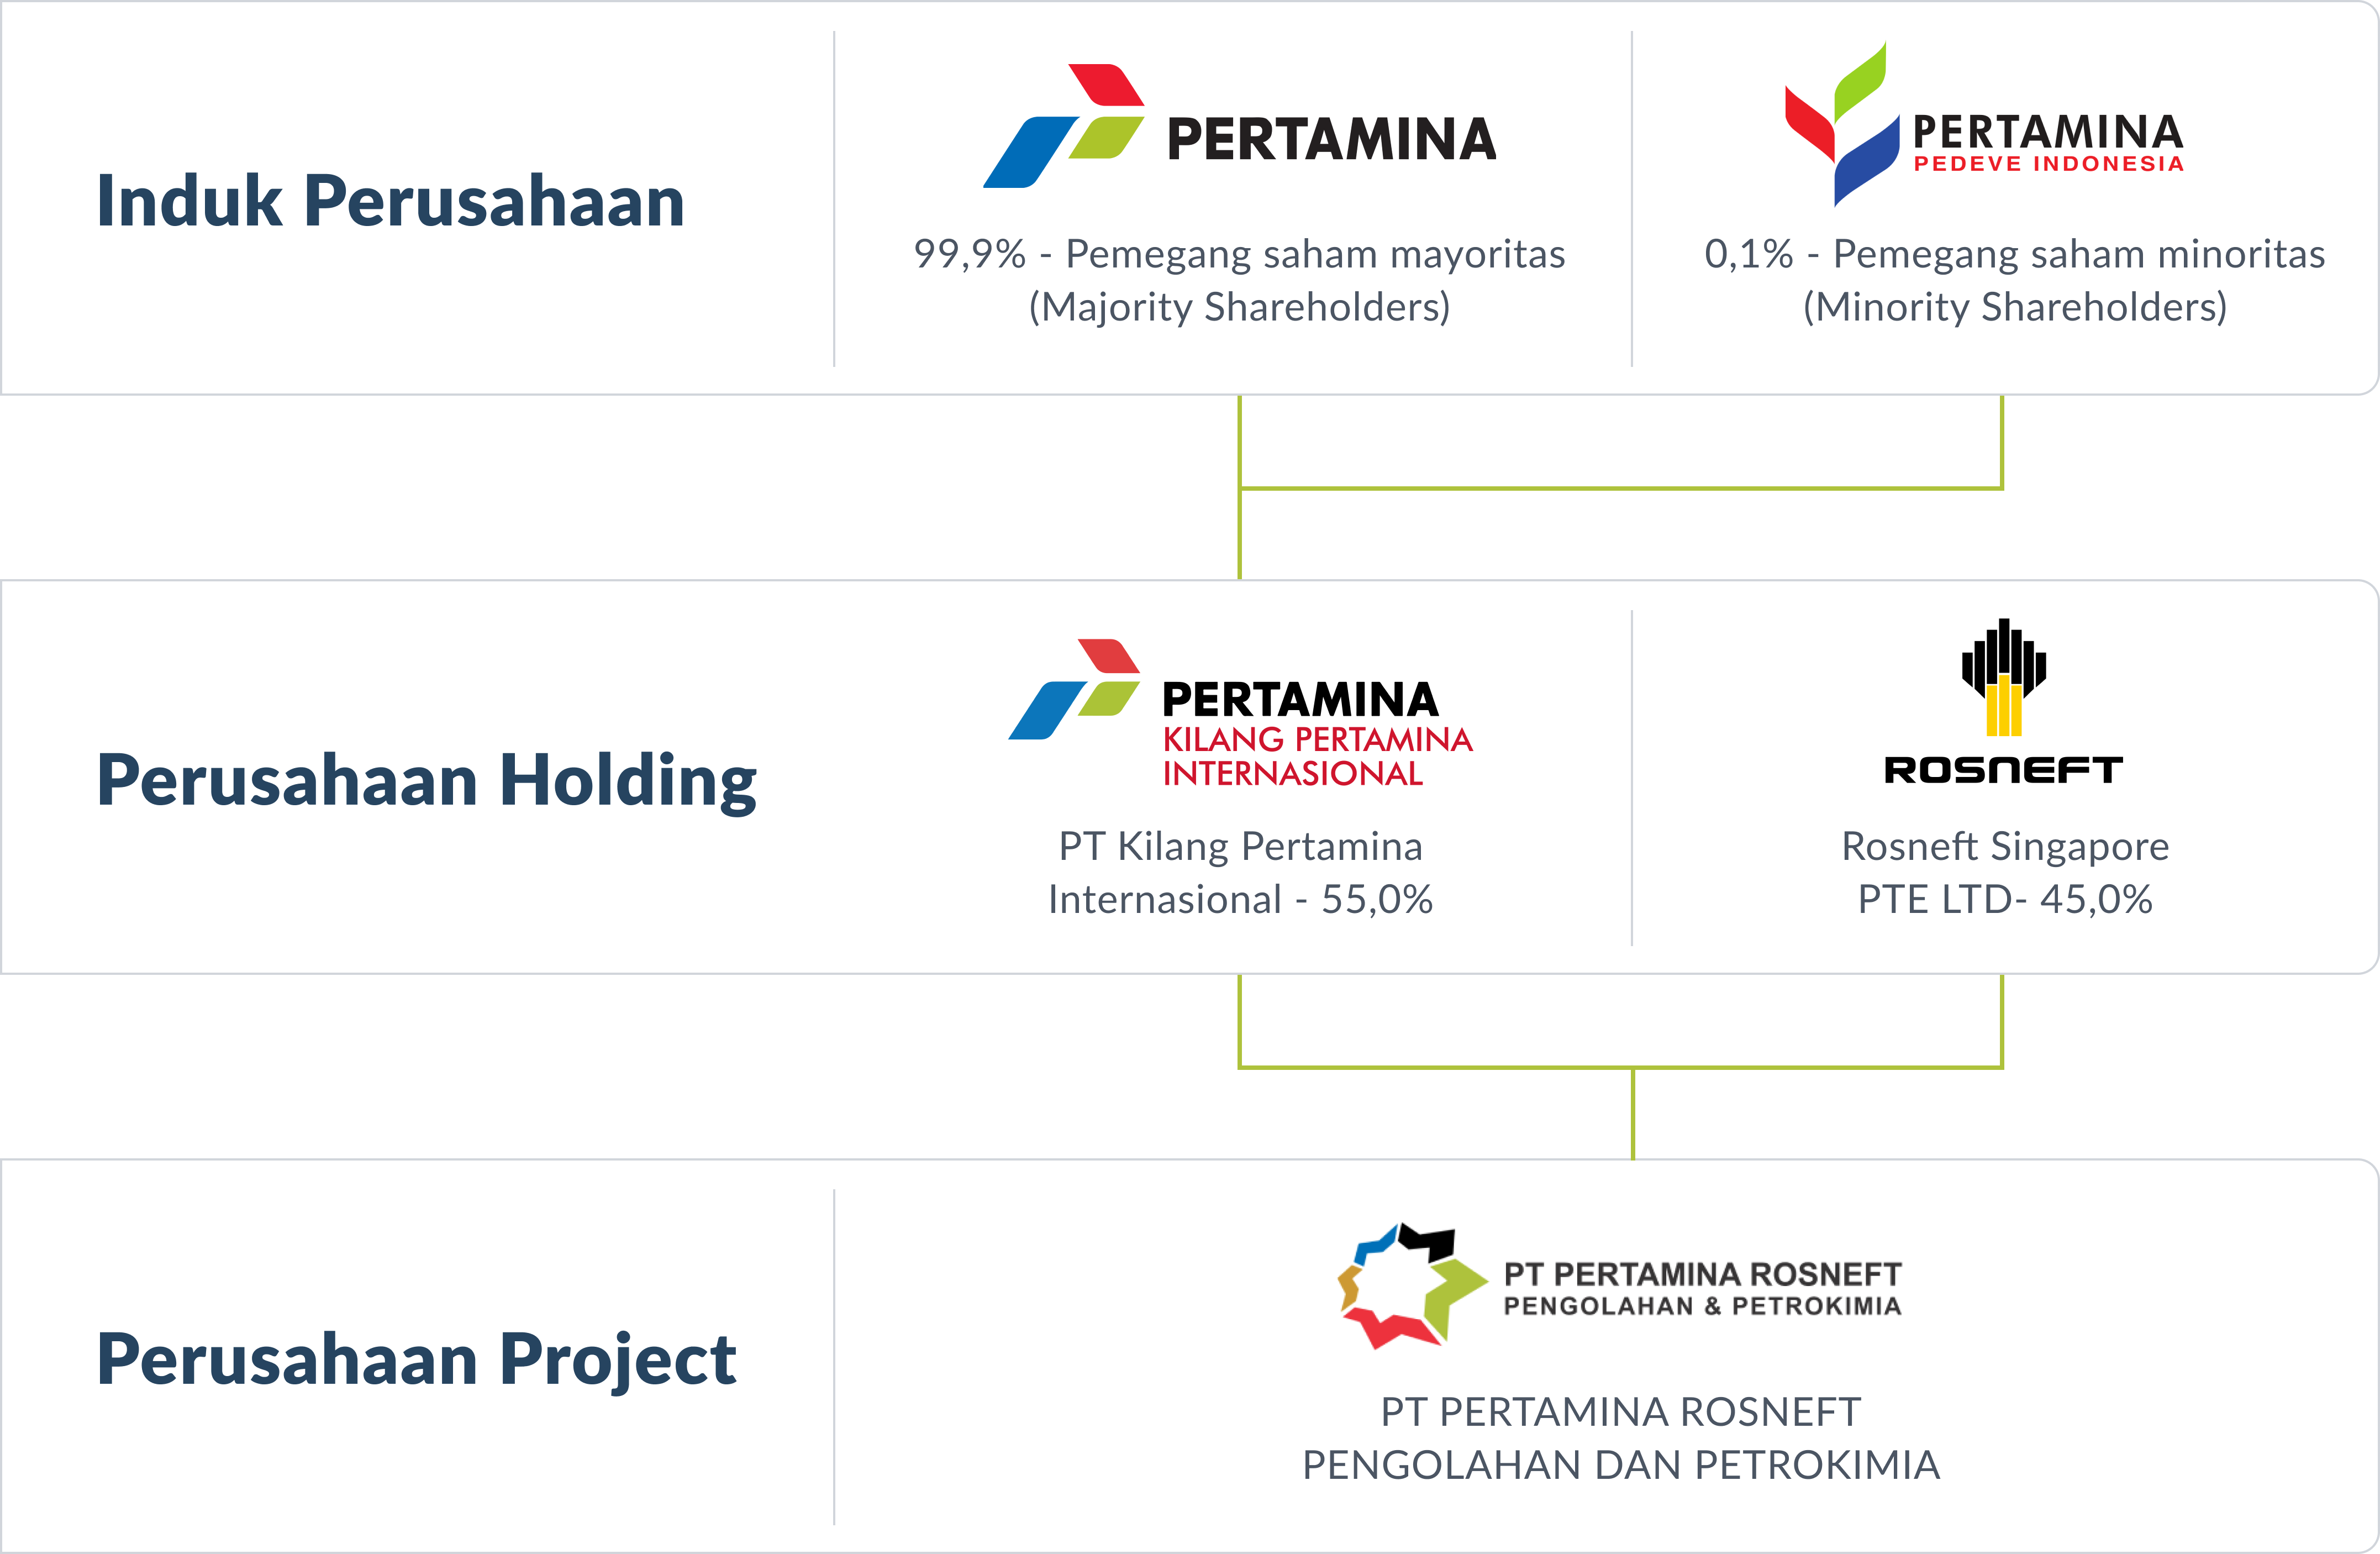 Induk Perusahaan
PERTAMINA
99,9% - Pemegang saham mayoritas
(Majority Shareholders)
PERTAMINA
PEDEVE INDONESIA
0,1% - Pemegang saham minoritas
(Minority Shareholders)
Perusahaan Holding
PERTAMINA
KILANG PERTAMINA
INTERNASIONAL
PT Kilang Pertamina
Internasional - 55,0%
ROSNEFT
Rosneft Singapore
PTE LTD- 45,0%
Perusahaan Project
PT PERTAMINA ROSNEFT
PENGOLAHAN & PETROKIMIA
PT PERTAMINA ROSNEFT
PENGOLAHAN DAN PETROKIMIA